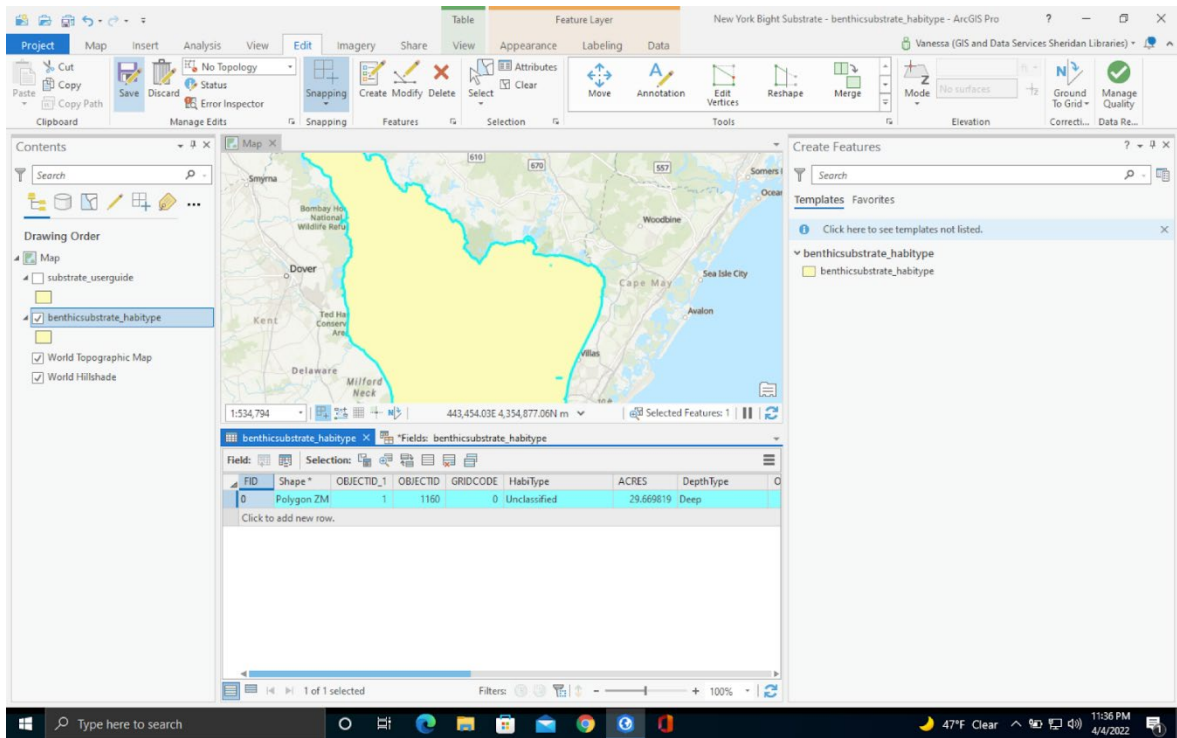 Table Feature Layer New York Bight Substrate - benthicsubstrate_habitype - ArcGIS Pro ? — X
Project Map Insert Analysis View Edit Imagery Share View Appearance Labeling Data Vanessa (GIS and Data Services Sheridan Libraries)
Cut No Topology Attributes
Copy Status Clear No surfaces
Copy Path Error Inspector
Paste Save Discard Snapping Create Modify Delete Select Move Annotation Edit Vertices Reshape Merge Mode Ground To Grid Manage Quality
Clipboard Manage Edits Snapping Features Selection Tools Elevation Correcti... Data Re...
Contents
Search
Drawing Order
Map
substrate_userguide
benthicsubstrate_habitype
World Topographic Map
World Hillshade
Map
610
670
557
Somers
Smyrna
Ocear
Bombay Ho
National
Wildlife Refu
Woodbine
Dover
Sea Isle City
Cape May
Avalon
Kent
Ted Ha
Conserv
Are
Villas
Delaware
Milford
Neck
1:534,794 443,454.03E 4,354,877.06N m Selected Features: 1
benthicsubstrate_habitype *Fields: benthicsubstrate_habitype
Field: Selection:
FID Shape * OBJECTID_1 OBJECTID GRIDCODE HabiType ACRES DepthType O
0 Polygon ZM 1 1160 0 Unclassified 29.669819 Deep
Click to add new row.
1 of 1 selected Filters: - + 100%
Create Features
Search
Templates Favorites
Click here to see templates not listed.
benthicsubstrate_habitype
benthicsubstrate_habitype
Type here to search 47°F Clear 11:36 PM
4/4/2022